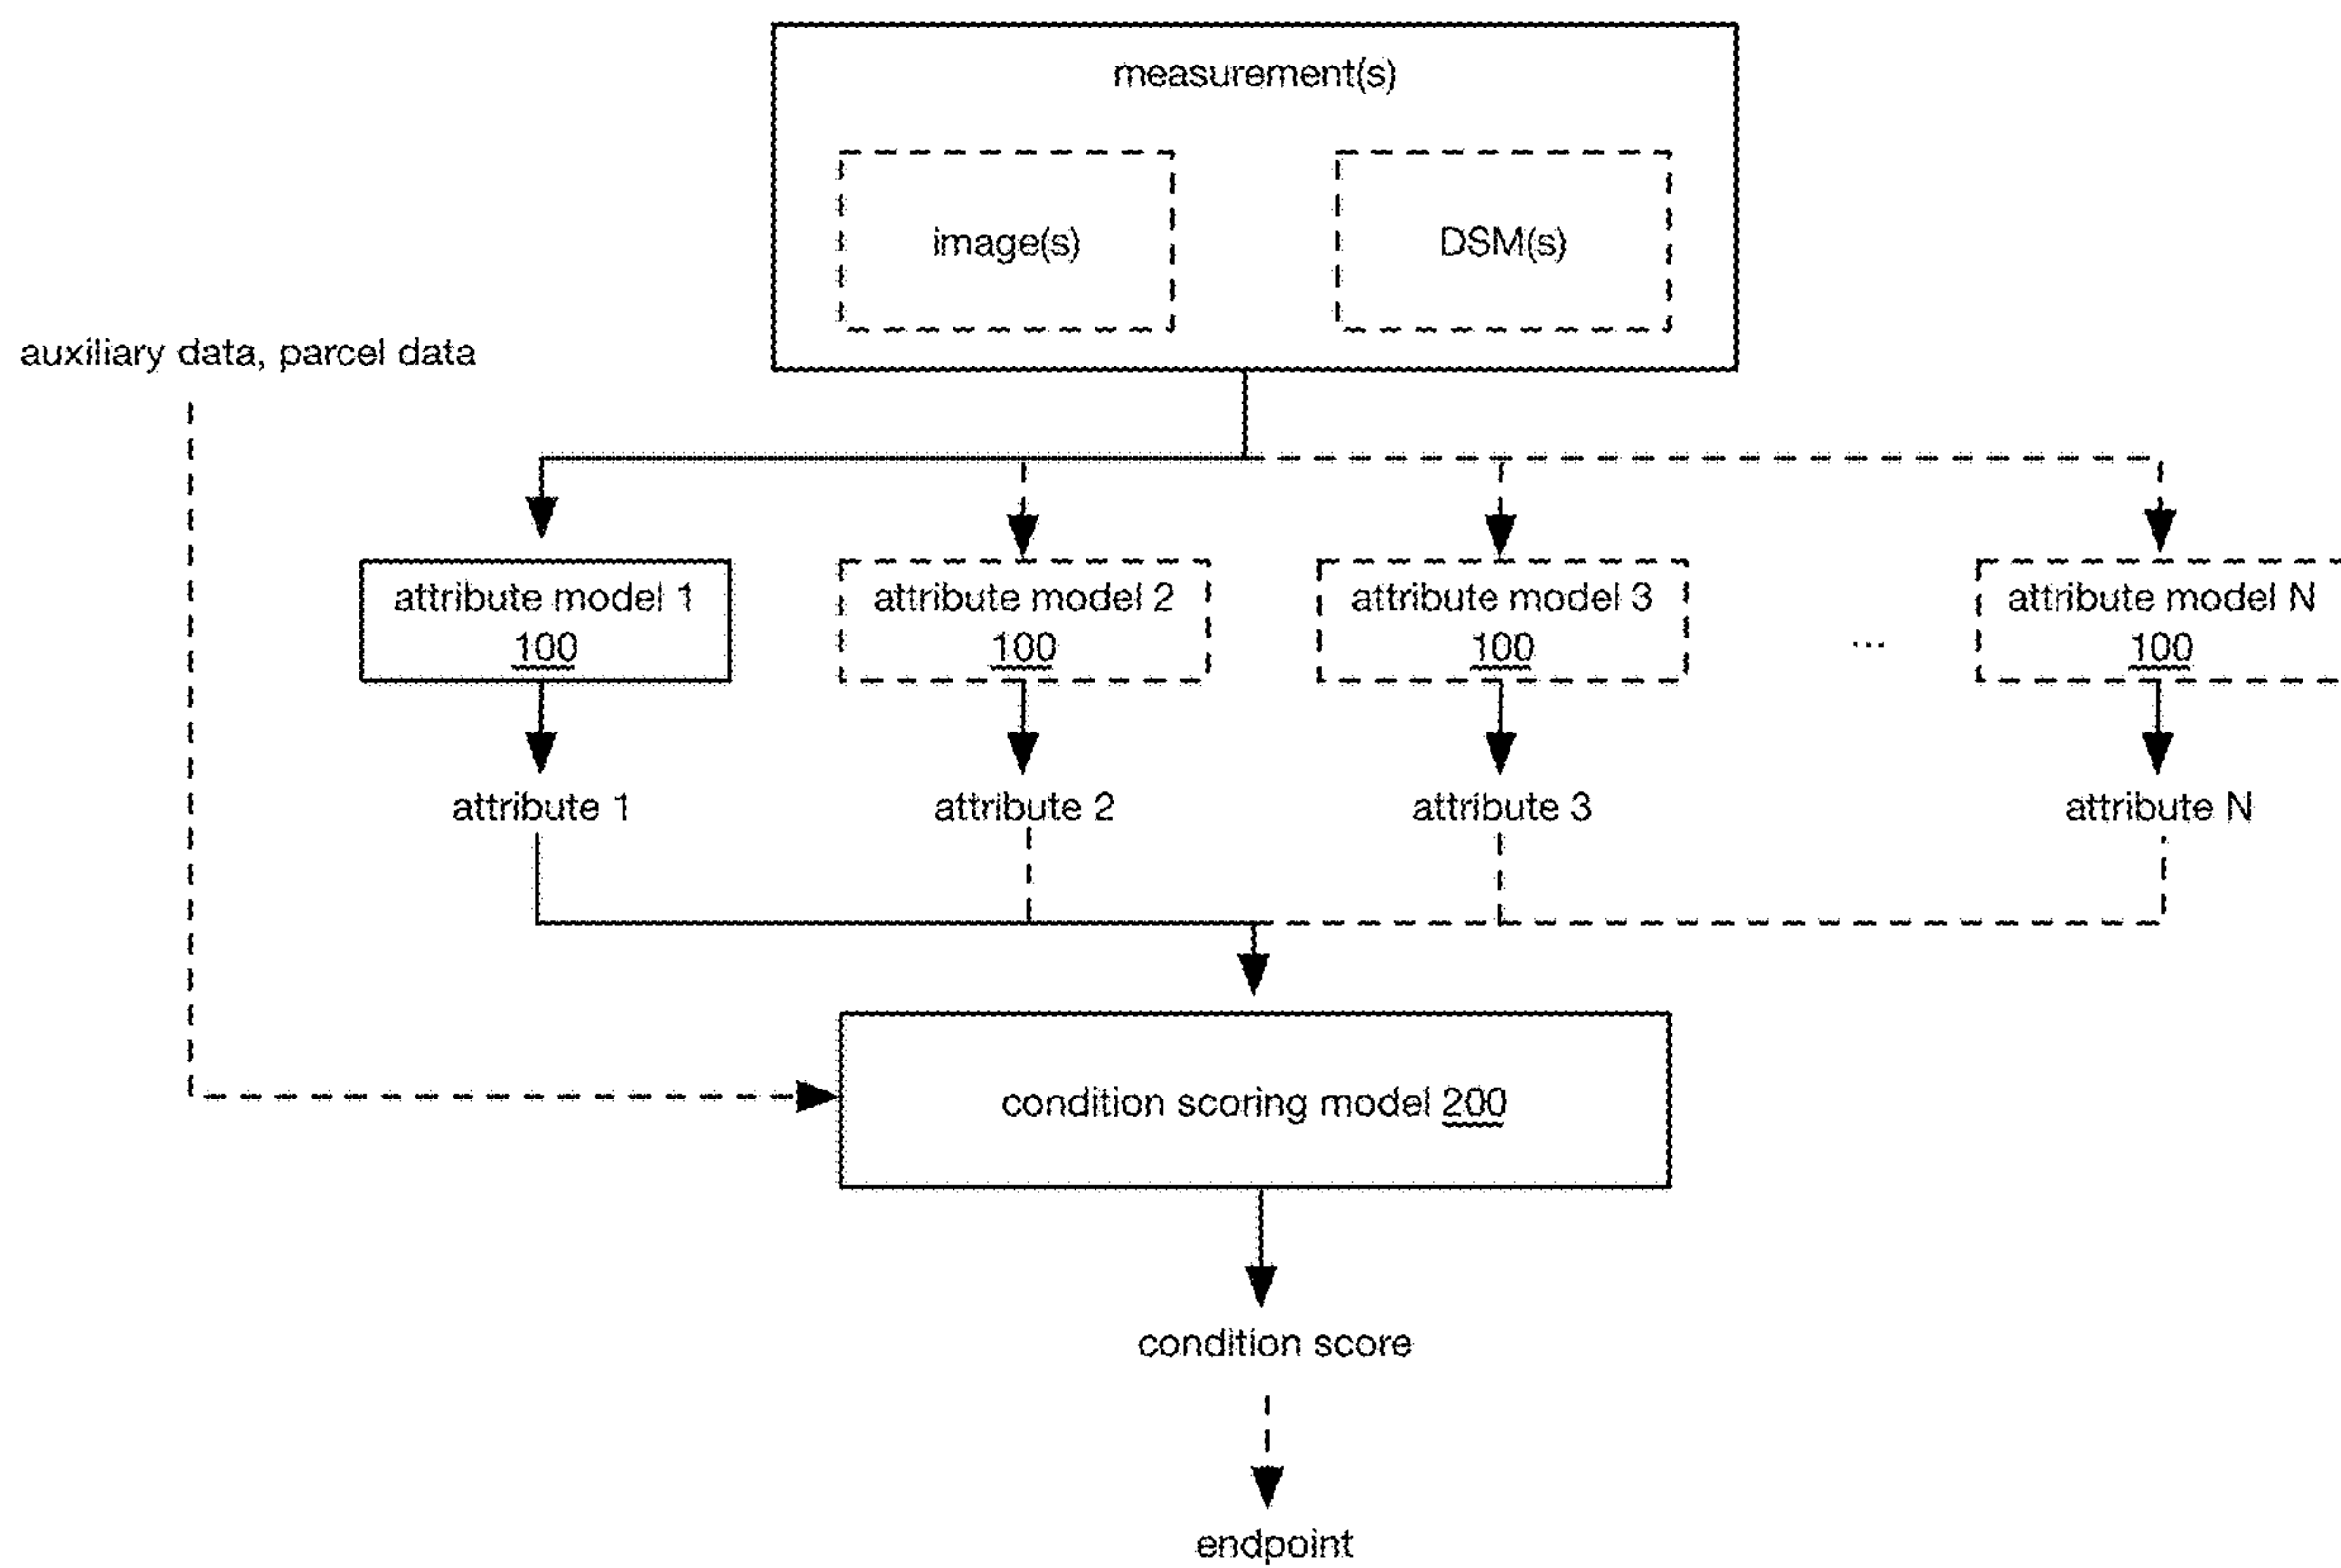 measurement(s)
image(s)
DSM(s)
auxiliary data, parcel data
attribute model 1
100
attribute model 2
100
attribute model 3
100
...
attribute model N
100
attribute 1
attribute 2
attribute 3
attribute N
condition scoring model 200
condition score
endpoint